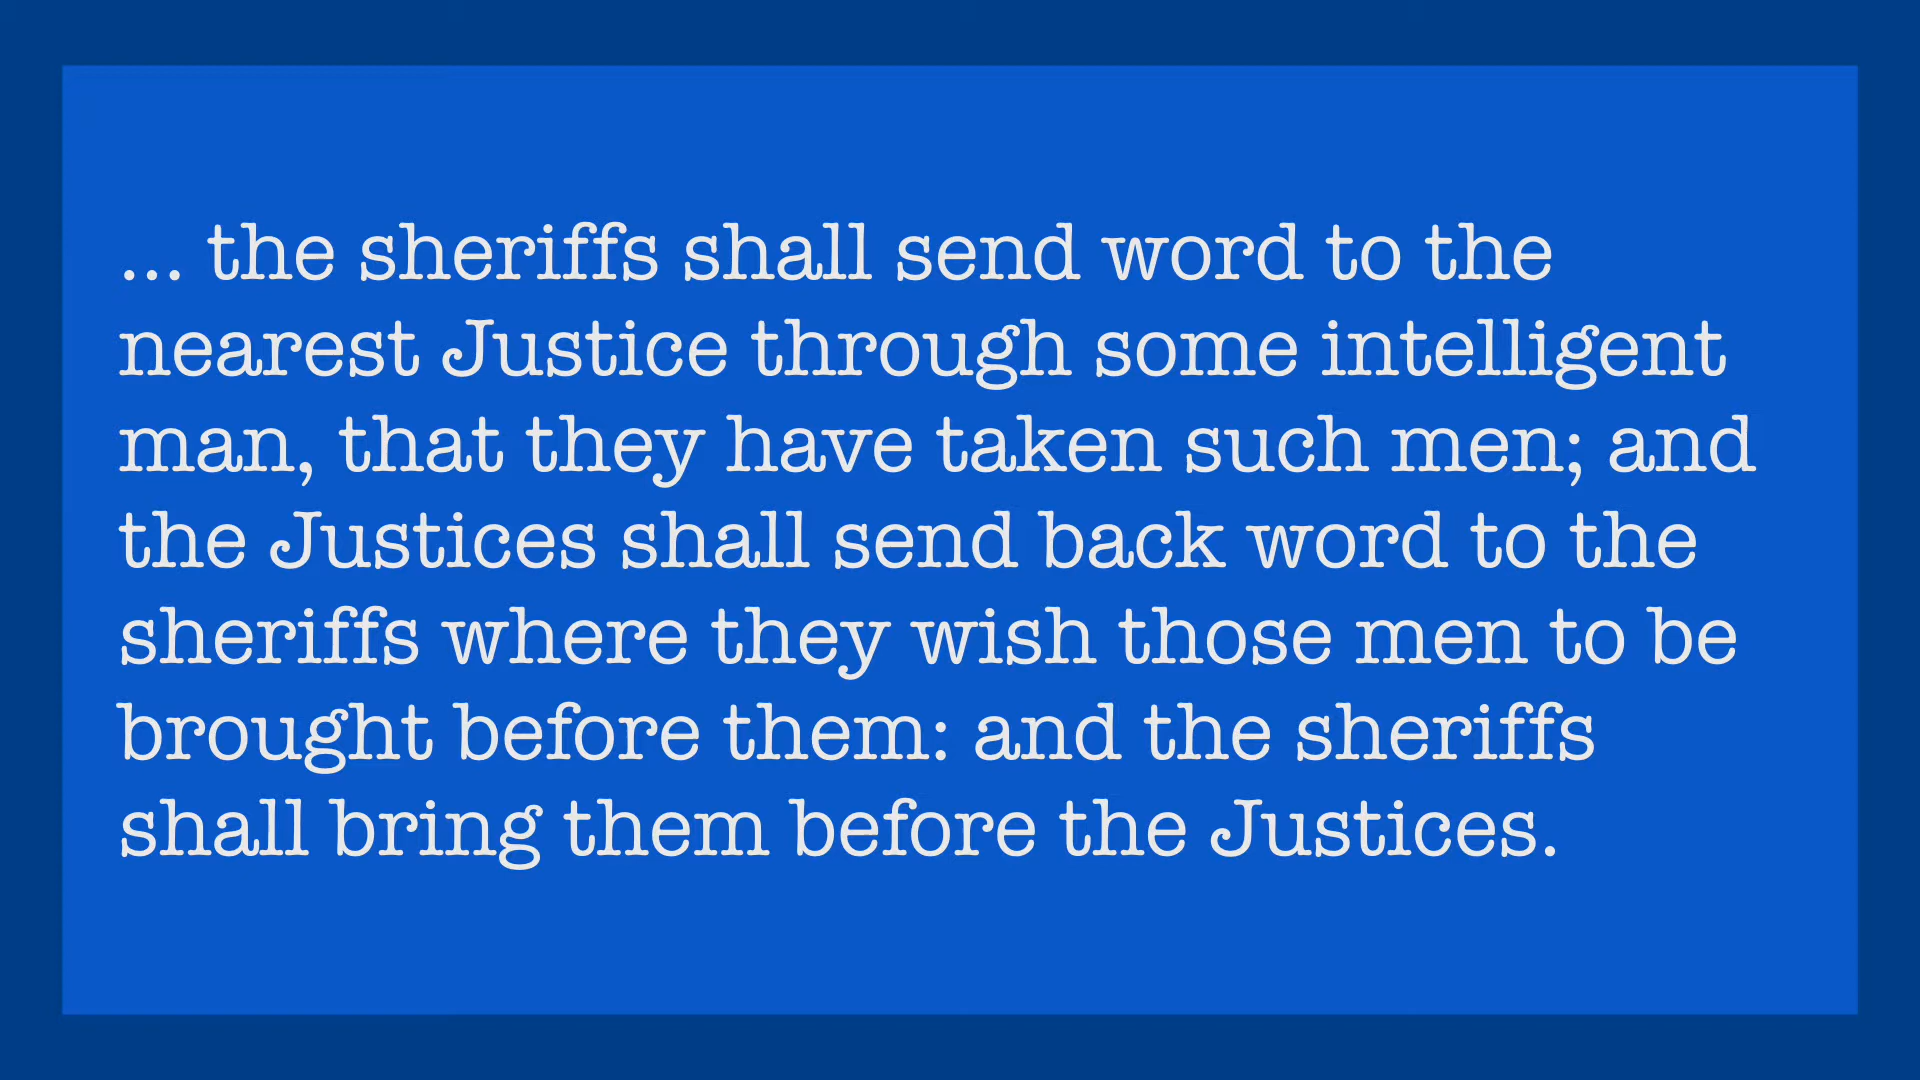 ... the sheriffs shall send word to the
nearest Justice through some intelligent
man, that they have taken such men; and
the Justices shall send back word to the
sheriffs where they wish those men to be
brought before them: and the sheriffs
shall bring them before the Justices.